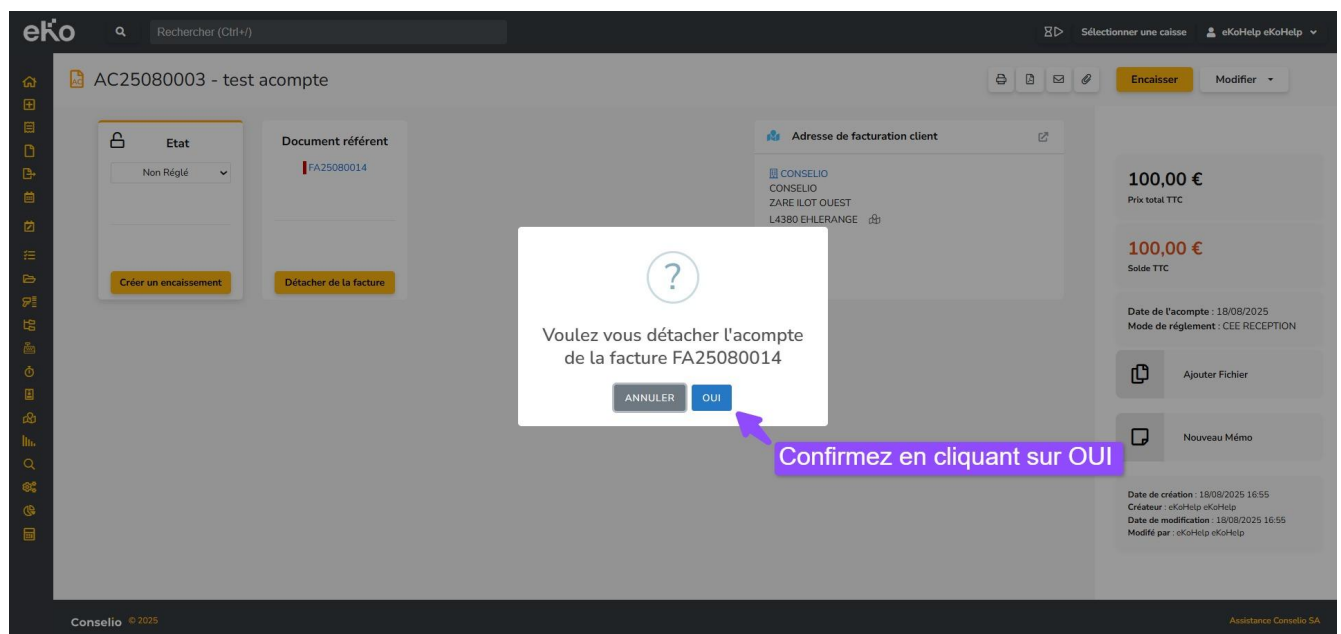 eKo
Rechercher (Ctrl+/)
Sélectionner une caisse
eKoHelp eKoHelp
AC25080003 - test acompte
Encaisser
Modifier
Etat
Non Réglé
Créer un encaissement
Document référent
FA25080014
Détacher de la facture
Adresse de facturation client
CONSELIO
CONSELIO
ZARE ILOT OUEST
L4380 EHLERANGE
Voulez vous détacher l'acompte
de la facture FA25080014
ANNULER
OUI
Confirmez en cliquant sur OUI
100,00 €
Prix total TTC
100,00 €
Solde TTC
Date de l'acompte : 18/08/2025
Mode de réglement : CEE RECEPTION
Ajouter Fichier
Nouveau Mémo
Date de création : 18/08/2025 16:55
Créateur : eKoHelp eKoHelp
Date de modification : 18/08/2025 16:55
Modifé par : eKoHelp eKoHelp
Conselio © 2025
Assistance Conselio SA